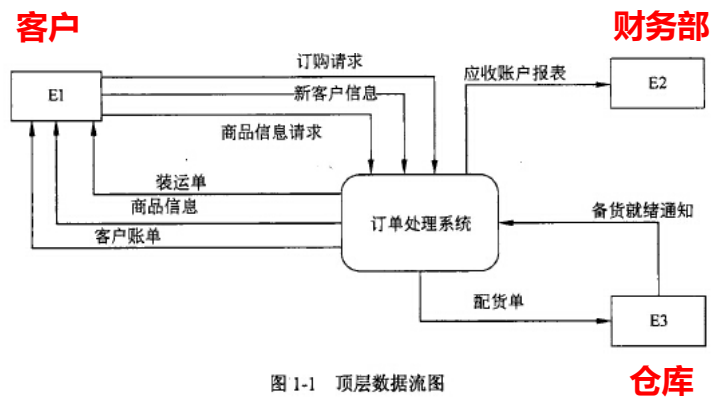 客户
财务部
订购请求
应收账户报表
E1
新客户信息
E2
商品信息请求
装运单
商品信息
订单处理系统
备货就绪通知
客户账单
配货单
E3
图 1-1 顶层数据流图
仓库